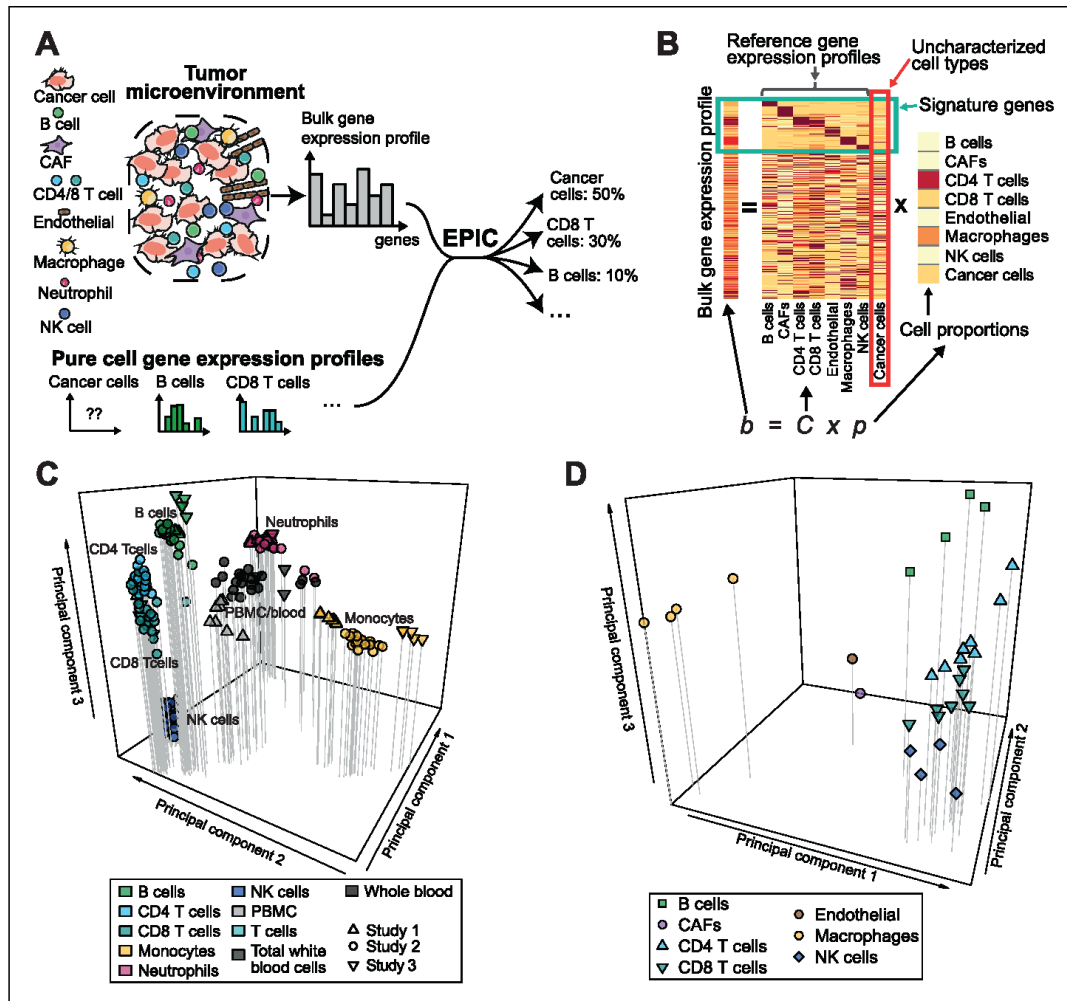 A
Cancer cell
B cell
CAF
CD4/8 T cell
Endothelial
Macrophage
Neutrophil
NK cell
Tumor
microenvironment
Bulk gene
expression profile
genes
EPIC
Cancer
cells: 50%
CD8 T
cells: 30%
B cells: 10%
...
Pure cell gene expression profiles
Cancer cells
??
B cells
CD8 T cells
...
B
Reference gene
expression profiles
Uncharacterized
cell types
Signature genes
Bulk gene expression profile
=
x
B cells
CAFs
CD4 T cells
CD8 T cells
Endothelial
Macrophages
NK cells
Cancer cells
B cells
CAFs
CD4 T cells
CD8 T cells
Endothelial
Macrophages
NK cells
Cancer cells
Cell proportions
b = C x p
C
B cells
CD4 Tcells
CD8 Tcells
NK cells
Neutrophils
PBMC/blood
Monocytes
Principal component 3
Principal component 2
Principal component 1
B cells
CD4 T cells
CD8 T cells
Monocytes
Neutrophils
NK cells
PBMC
T cells
Total white
blood cells
Whole blood
Study 1
Study 2
Study 3
D
Principal component 3
Principal component 1
Principal component 2
B cells
CAFs
CD4 T cells
CD8 T cells
Endothelial
Macrophages
NK cells